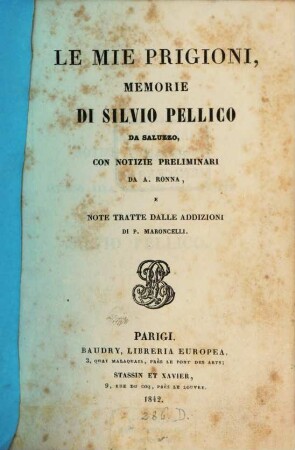 LE MIE PRIGIONI,
MEMORIE
DI SILVIO PELLICO
DA SALUZZO,
CON NOTIZIE PRELIMINARI
DA A. RONNA,
E
NOTE TRATTE DALLE ADDIZIONI
DI P. MARONCELLI.
PARIGI.
BAUDRY, LIBRERIA EUROPEA.
3, QUAI MALAQUAIS, PRÈS LE PONT DES ARTS;
STASSIN ET XAVIER,
9, RUE DU COQ, PRÈS LE LOUVRE.
1842.
236. D.